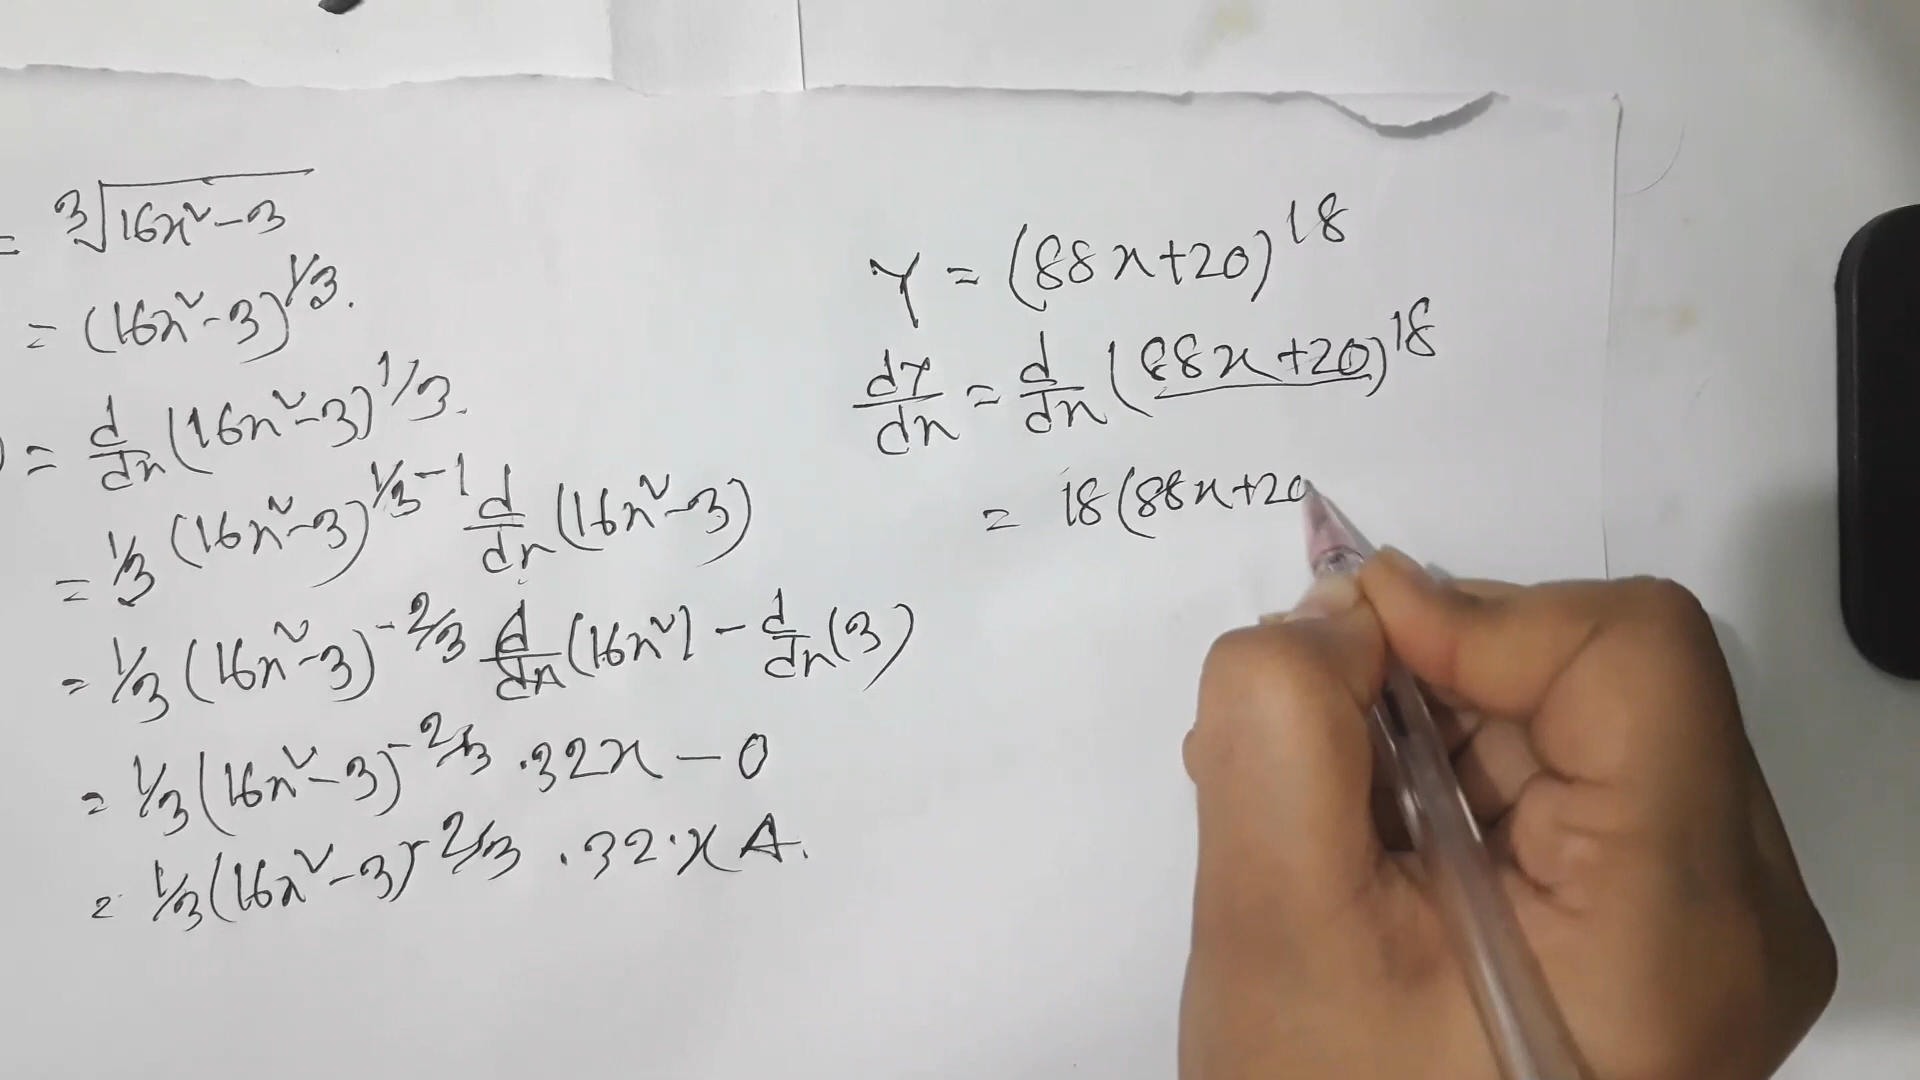 = ∛(16x²-3)
= (16x²-3)^1/3.
) = d/dx (16x²-3)^1/3.
= 1/3 (16x²-3)^1/3-1 d/dx (16x²-3)
= 1/3 (16x²-3)^-2/3 d/dx (16x²) - d/dx (3)
= 1/3 (16x²-3)^-2/3 .32x - 0
= 1/3 (16x²-3)^-2/3 .32.x A.
Y = (88x+20)^18
dY/dx = d/dx (88x+20)^18
= 18(88x+20